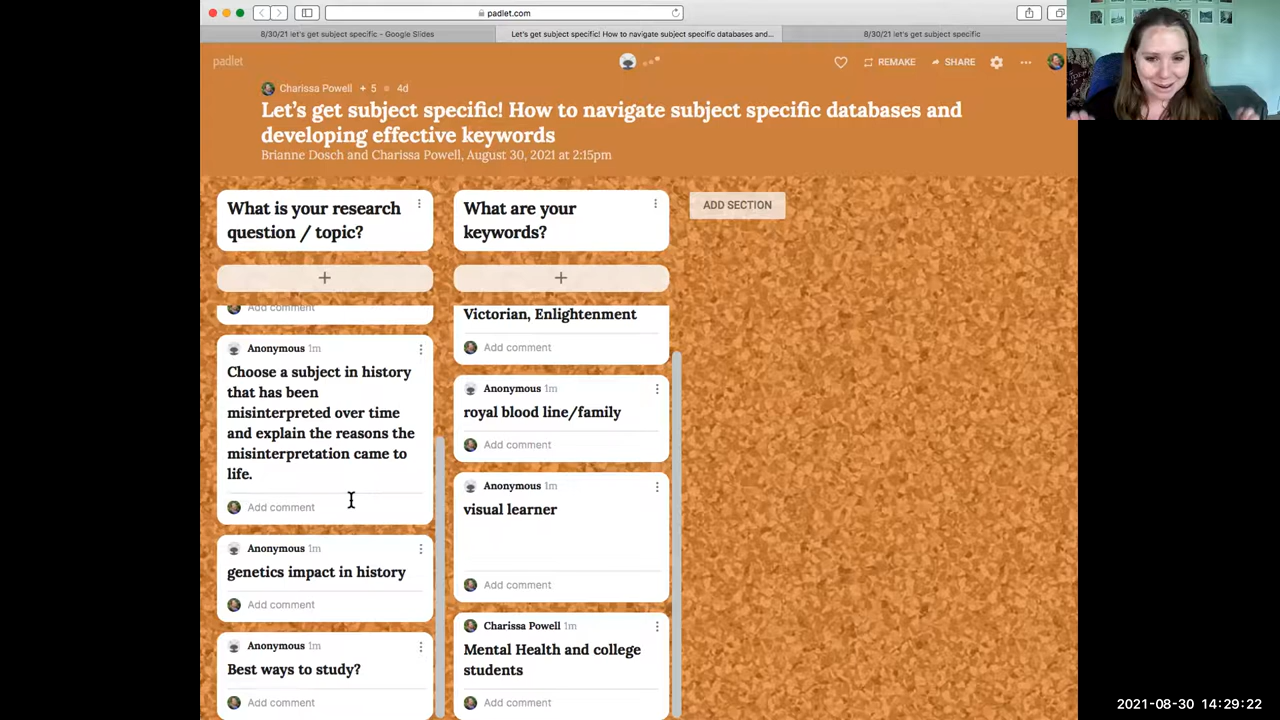 padlet.com
8/30/21 let's get subject specific - Google Slides
Let's get subject specific! How to navigate subject specific databases and...
8/30/21 let's get subject specific
padlet
REMAKE
SHARE
Charissa Powell + 5 4d
Let's get subject specific! How to navigate subject specific databases and
developing effective keywords
Brianne Dosch and Charissa Powell, August 30, 2021 at 2:15pm
What is your research
question / topic?
+
Add comment
Anonymous 1m
Choose a subject in history
that has been
misinterpreted over time
and explain the reasons the
misinterpretation came to
life.
Add comment
Anonymous 1m
genetics impact in history
Add comment
Anonymous 1m
Best ways to study?
Add comment
What are your
keywords?
+
Victorian, Enlightenment
Add comment
Anonymous 1m
royal blood line/family
Add comment
Anonymous 1m
visual learner
Add comment
Charissa Powell 1m
Mental Health and college
students
Add comment
ADD SECTION
2021-08-30 14:29:22